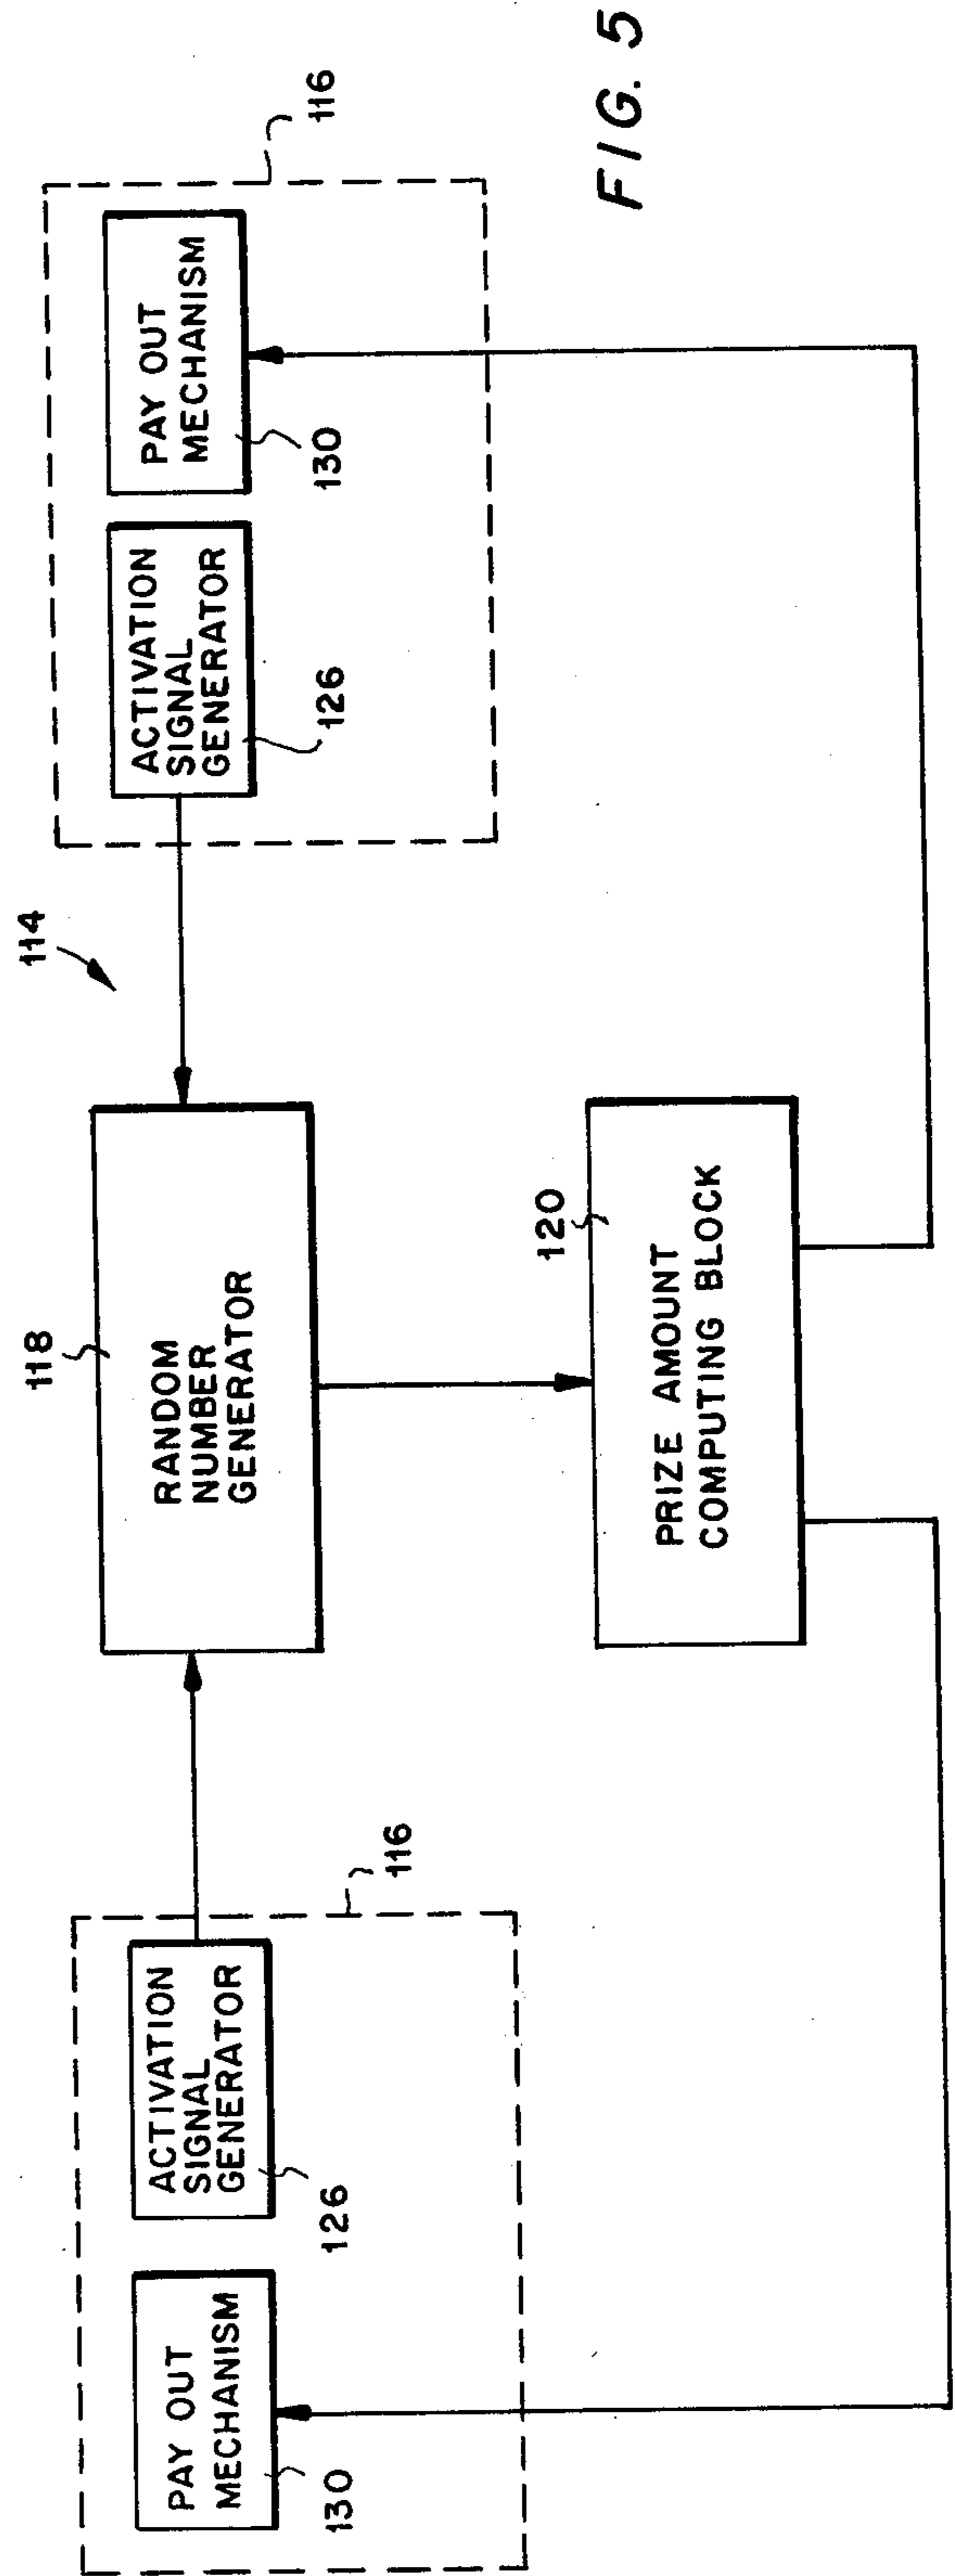 114
116
PAY OUT
MECHANISM
130
ACTIVATION
SIGNAL
GENERATOR
126
118
RANDOM
NUMBER
GENERATOR
ACTIVATION
SIGNAL
GENERATOR
126
PAY OUT
MECHANISM
130
116
120
PRIZE AMOUNT
COMPUTING BLOCK
FIG. 5